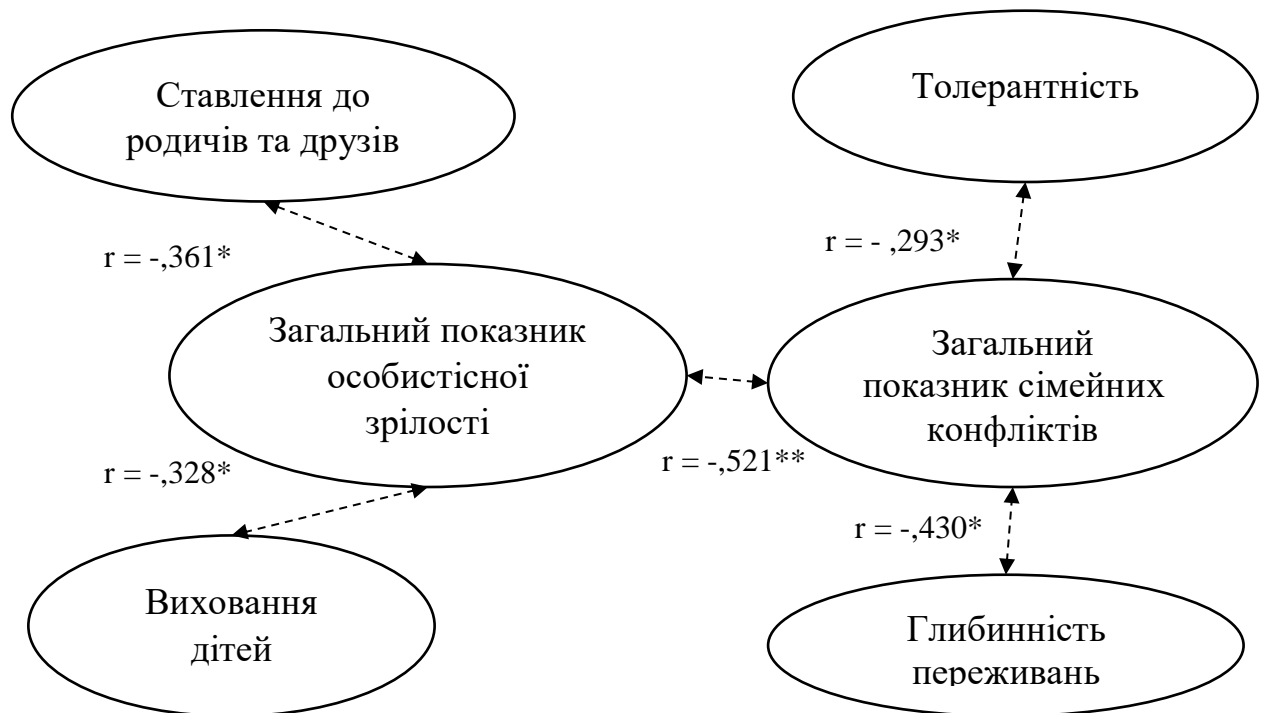 Ставлення до
родичів та друзів
Толерантність
r = -,361*
r = - ,293*
Загальний показник
особистісної
зрілості
Загальний
показник сімейних
конфліктів
r = -,328*
r = -,521**
r = -,430*
Виховання
дітей
Глибинність
переживань